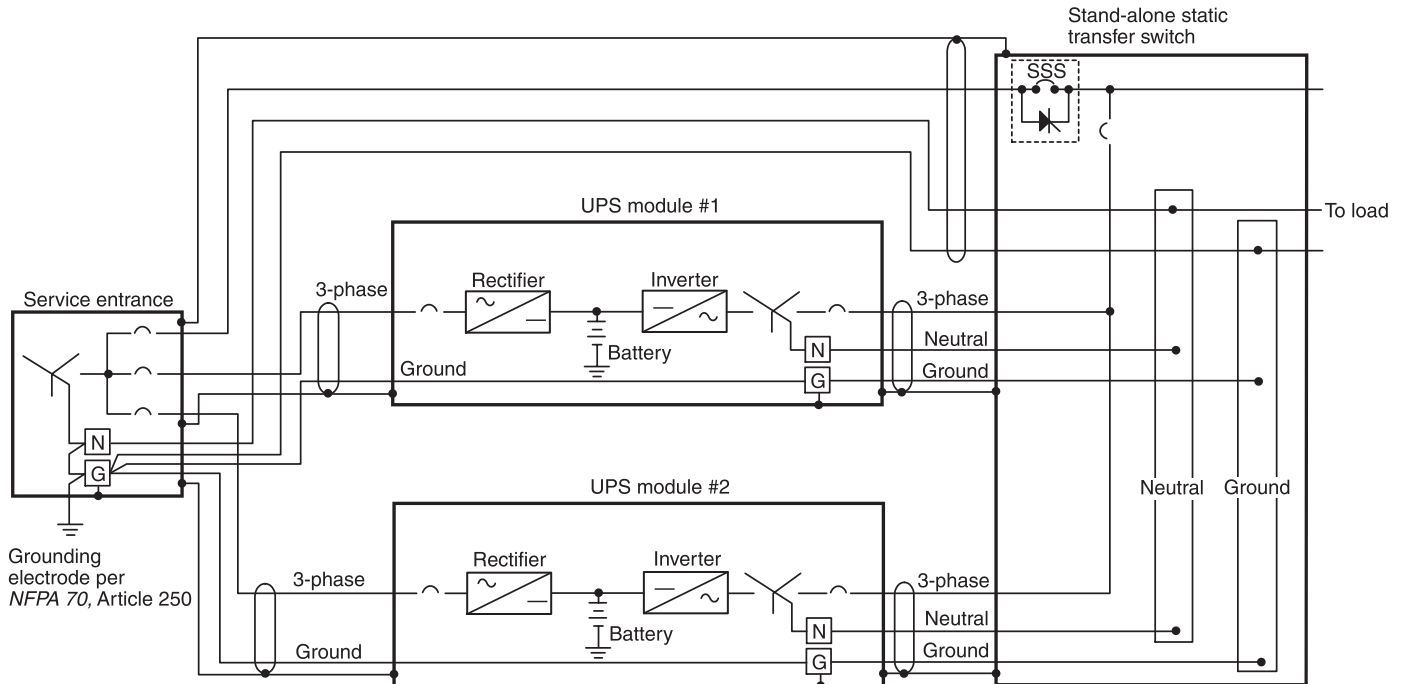 Stand-alone static
transfer switch
SSS
To load
UPS module #1
3-phase
Rectifier
Inverter
Battery
3-phase
Neutral
Ground
N
G
Ground
Service entrance
N
G
Grounding
electrode per
NFPA 70, Article 250
Neutral
Ground
UPS module #2
3-phase
Rectifier
Inverter
Battery
3-phase
Neutral
Ground
N
G
Ground